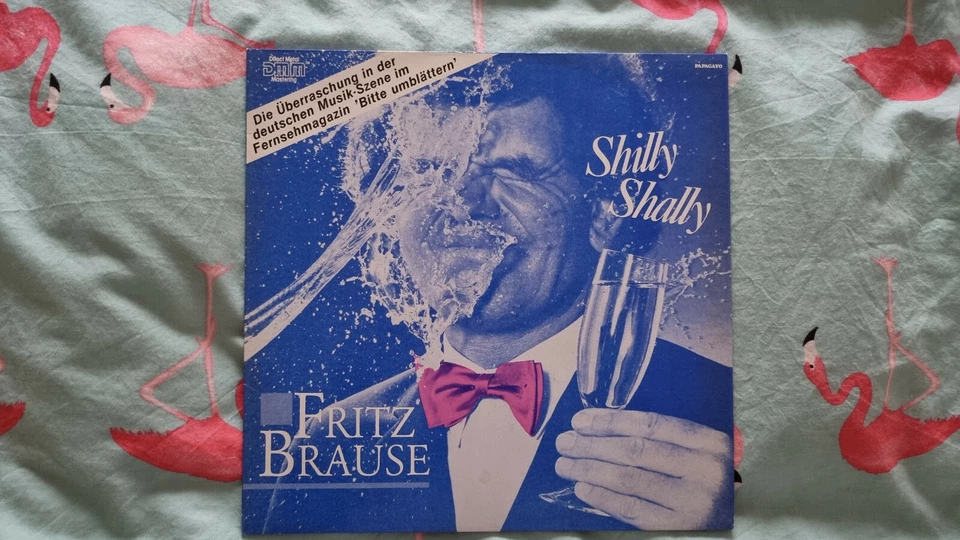 Direct Metal
DMM
Mastering
Die Überraschung in der
deutschen Musik-Szene im
Fernsehmagazin 'Bitte umblättern'
PAPAGAYO
Shilly
Shally
FRITZ
BRAUSE